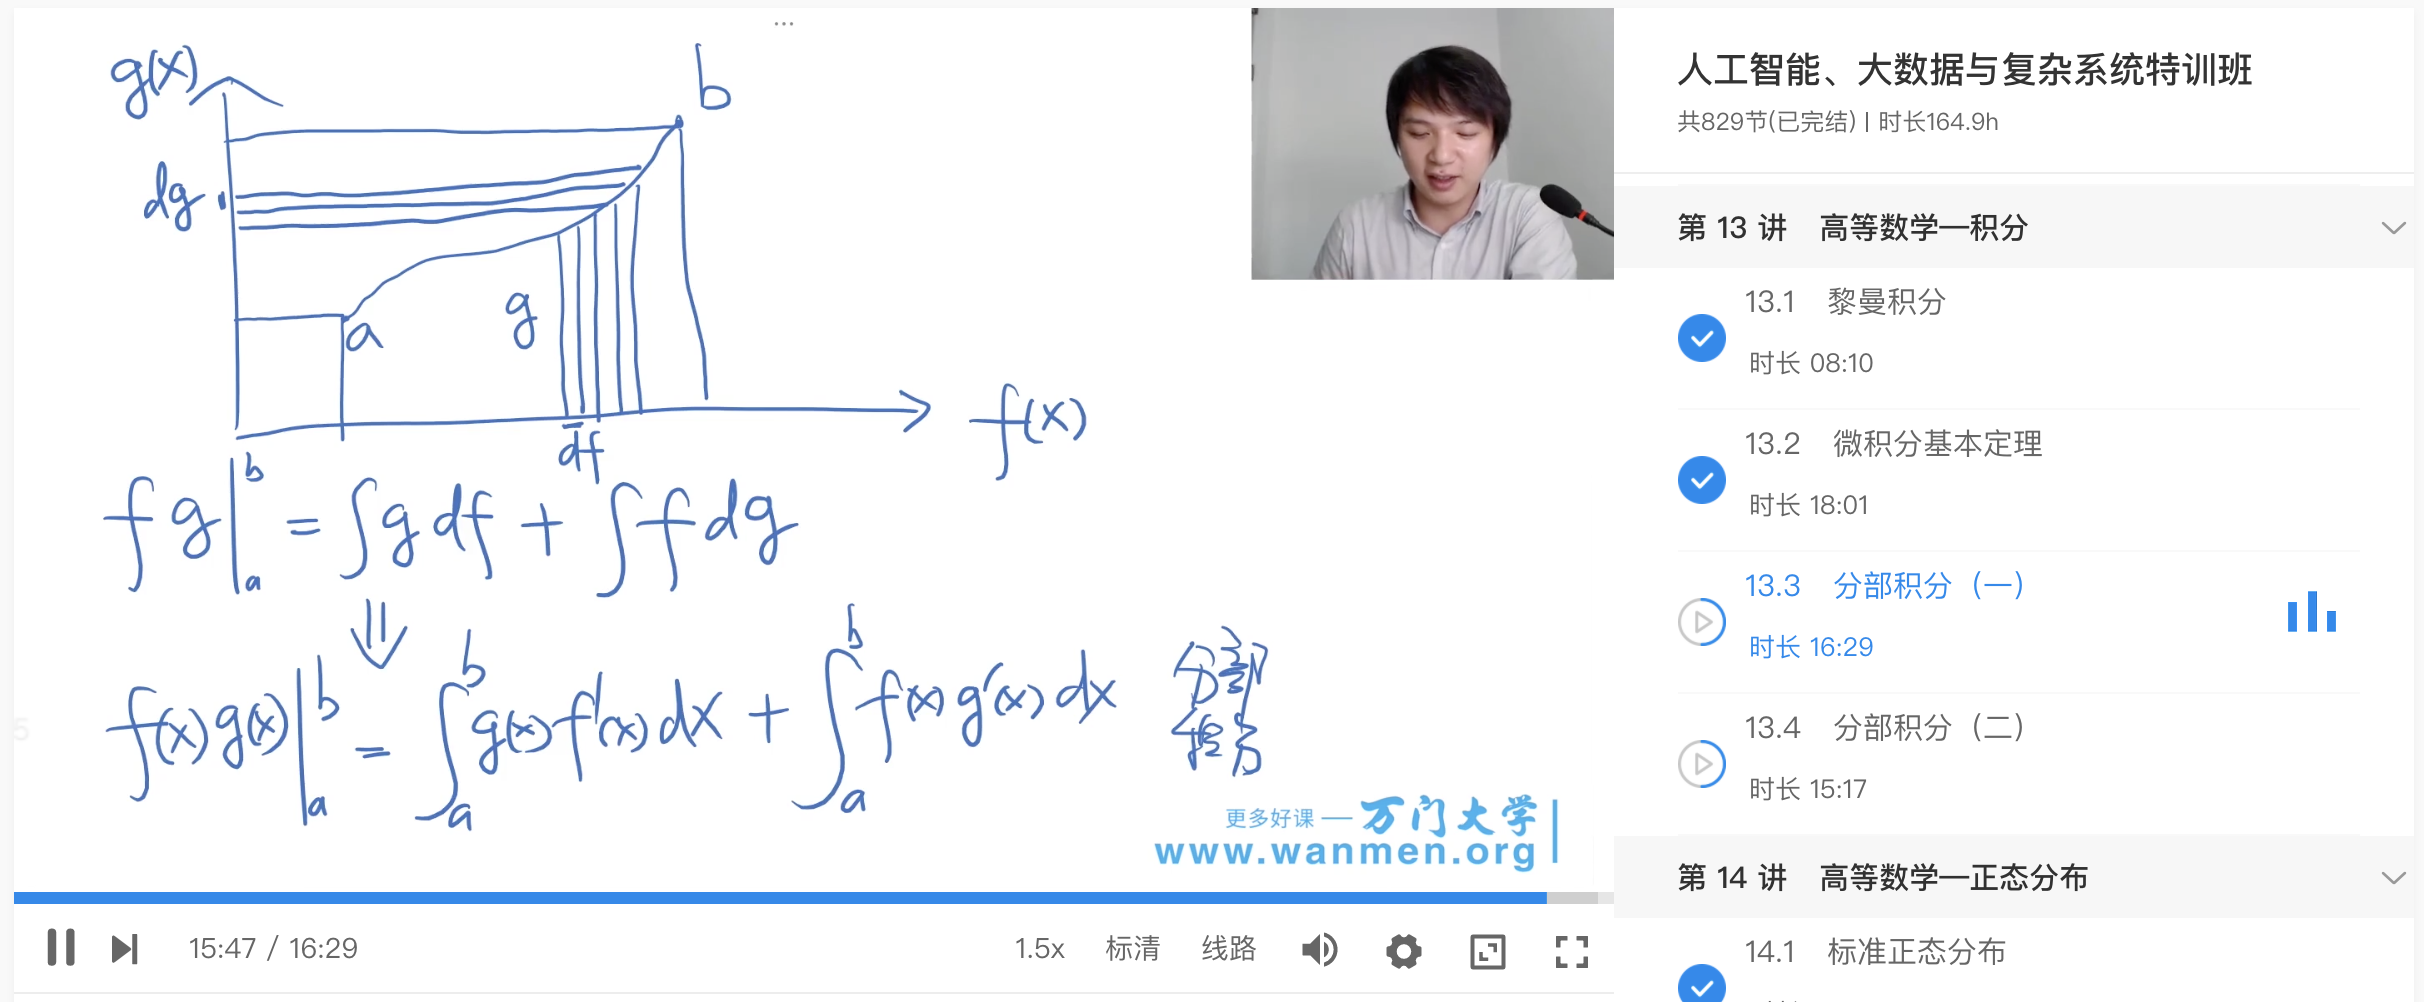 ...
g(x)
b
dg
a
g
f(x)
df
fg|_a^b = ∫g df + ∫f dg
⇓
f(x)g(x)|_a^b = ∫_a^b g(x)f'(x)dx + ∫_a^b f(x)g'(x)dx 分部
积分
更多好课 — 万门大学
www.wanmen.org
15:47 / 16:29
1.5x 标清 线路
人工智能、大数据与复杂系统特训班
共829节(已完结) | 时长164.9h
第 13 讲 高等数学—积分
13.1 黎曼积分
时长 08:10
13.2 微积分基本定理
时长 18:01
13.3 分部积分（一）
时长 16:29
13.4 分部积分（二）
时长 15:17
第 14 讲 高等数学—正态分布
14.1 标准正态分布